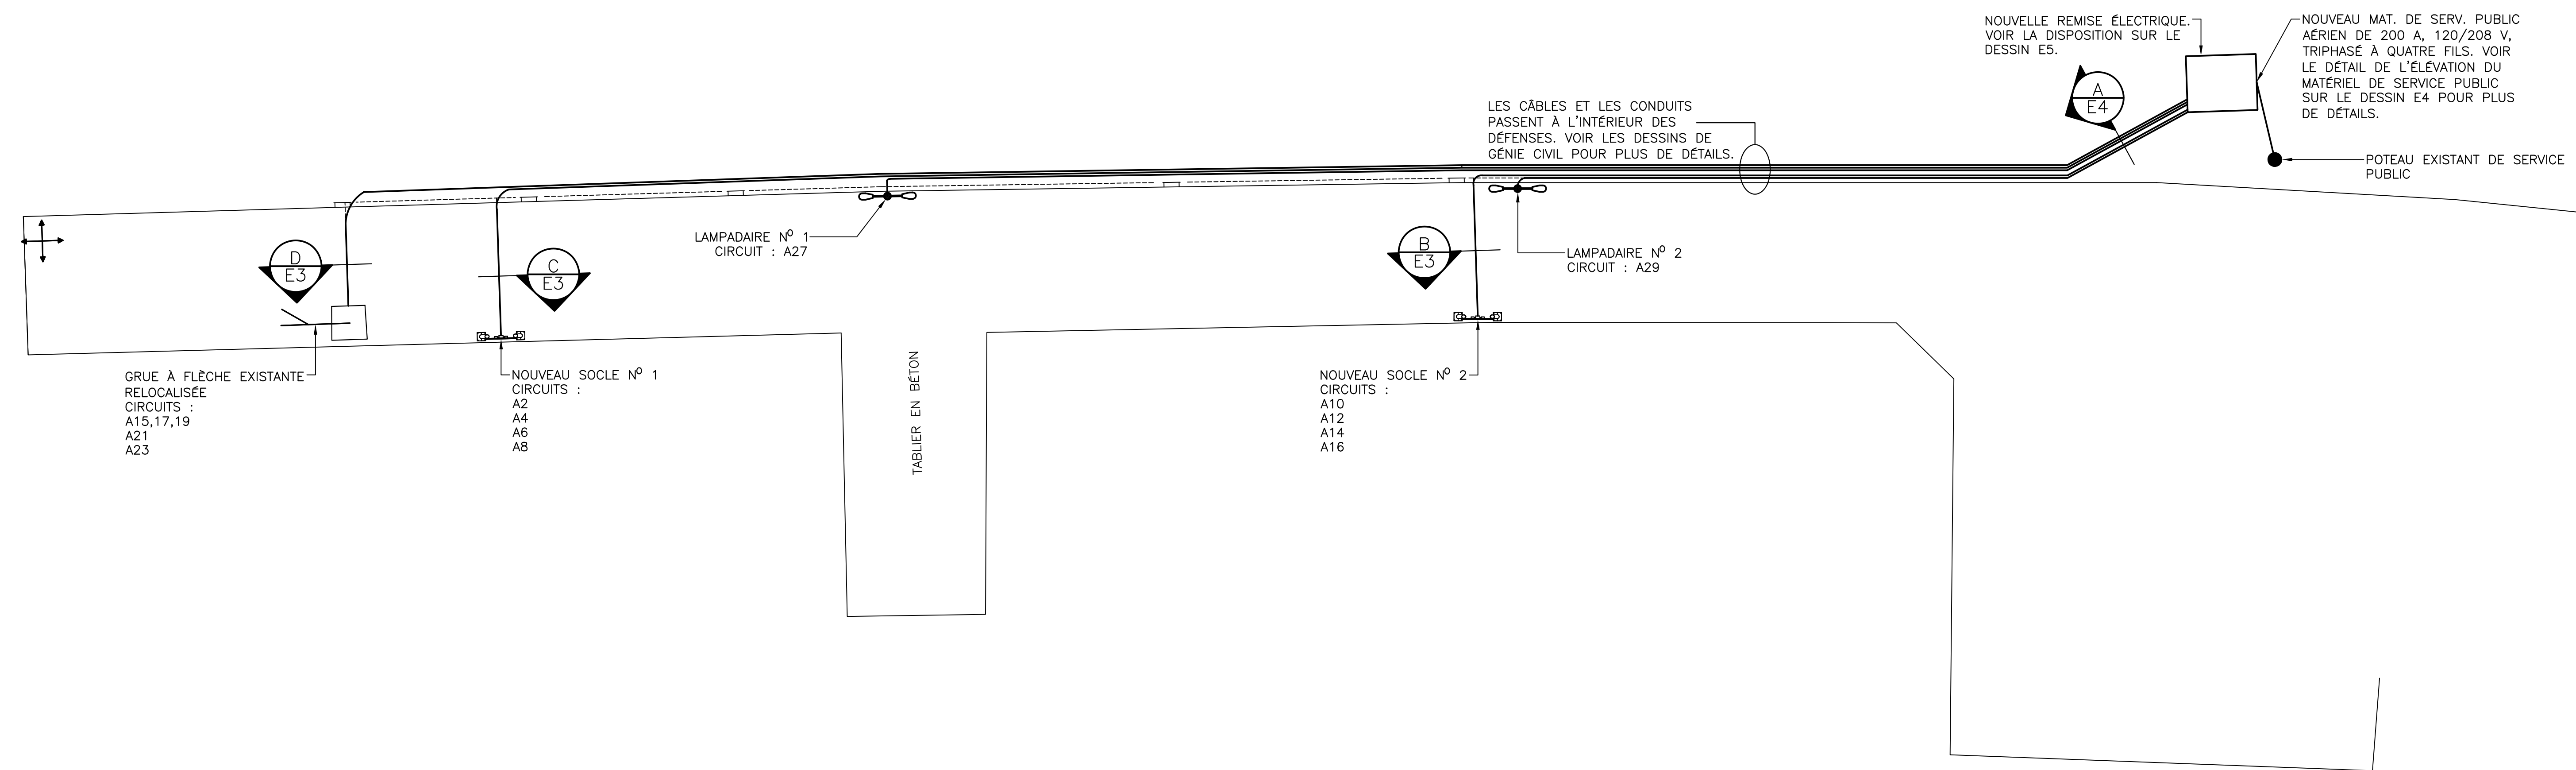 NOUVELLE REMISE ÉLECTRIQUE.
VOIR LA DISPOSITION SUR LE
DESSIN E5.
NOUVEAU MAT. DE SERV. PUBLIC
AÉRIEN DE 200 A, 120/208 V,
TRIPHASÉ À QUATRE FILS. VOIR
LE DÉTAIL DE L'ÉLÉVATION DU
MATÉRIEL DE SERVICE PUBLIC
SUR LE DESSIN E4 POUR PLUS
DE DÉTAILS.
A
E4
LES CÂBLES ET LES CONDUITS
PASSENT À L'INTÉRIEUR DES
DÉFENSES. VOIR LES DESSINS DE
GÉNIE CIVIL POUR PLUS DE DÉTAILS.
POTEAU EXISTANT DE SERVICE
PUBLIC
LAMPADAIRE Nº 1
CIRCUIT : A27
LAMPADAIRE Nº 2
CIRCUIT : A29
D
E3
C
E3
B
E3
GRUE À FLÈCHE EXISTANTE
RELOCALISÉE
CIRCUITS :
A15,17,19
A21
A23
NOUVEAU SOCLE Nº 1
CIRCUITS :
A2
A4
A6
A8
TABLIER EN BÉTON
NOUVEAU SOCLE Nº 2
CIRCUITS :
A10
A12
A14
A16